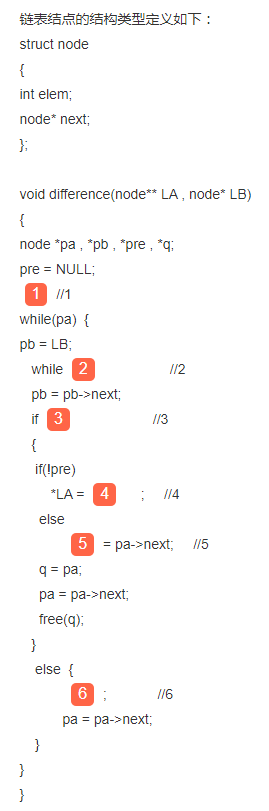 链表结点的结构类型定义如下：
struct node
{
int elem;
node* next;
};
void difference(node** LA , node* LB)
{
node *pa , *pb , *pre , *q;
pre = NULL;
1 //1
while(pa) {
pb = LB;
while 2 //2
pb = pb->next;
if 3 //3
{
if(!pre)
*LA = 4 ; //4
else
5 = pa->next; //5
q = pa;
pa = pa->next;
free(q);
}
else {
6 ; //6
pa = pa->next;
}
}
}